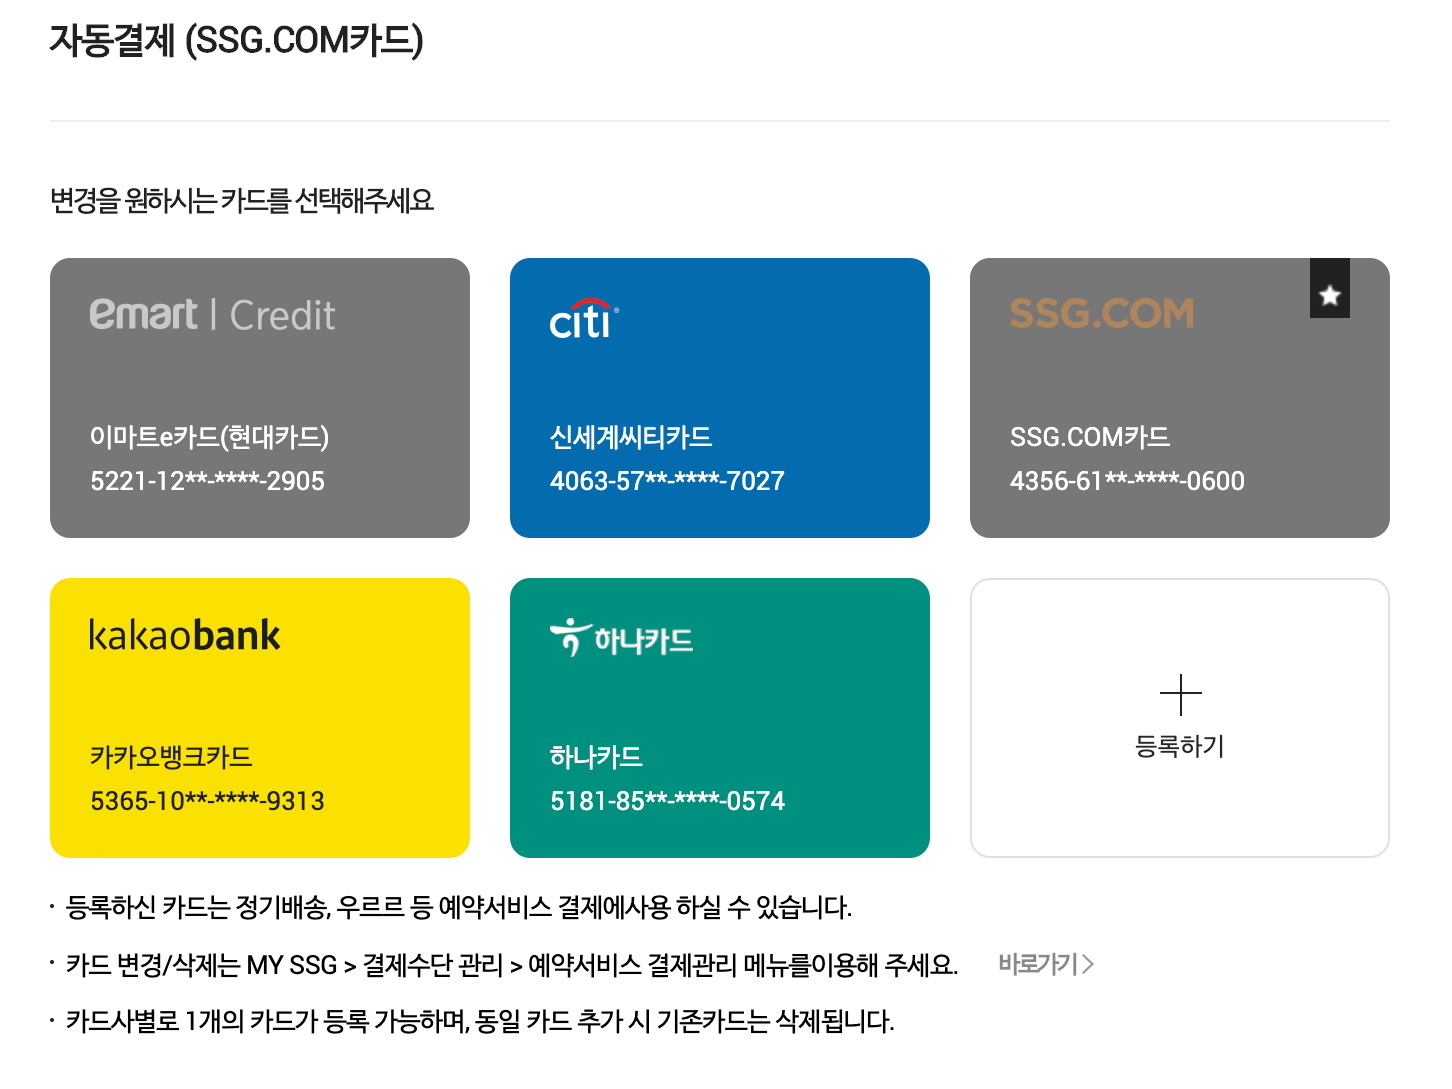 자동결제 (SSG.COM카드)
변경을 원하시는 카드를 선택해주세요
emart | Credit
이마트e카드(현대카드)
5221-12**-****-2905
citi®
신세계씨티카드
4063-57**-****-7027
SSG.COM
SSG.COM카드
4356-61**-****-0600
kakaobank
카카오뱅크카드
5365-10**-****-9313
하나카드
하나카드
5181-85**-****-0574
등록하기
· 등록하신 카드는 정기배송, 우르르 등 예약서비스 결제에사용 하실 수 있습니다.
· 카드 변경/삭제는 MY SSG > 결제수단 관리 > 예약서비스 결제관리 메뉴를이용해 주세요. 바로가기 >
· 카드사별로 1개의 카드가 등록 가능하며, 동일 카드 추가 시 기존카드는 삭제됩니다.